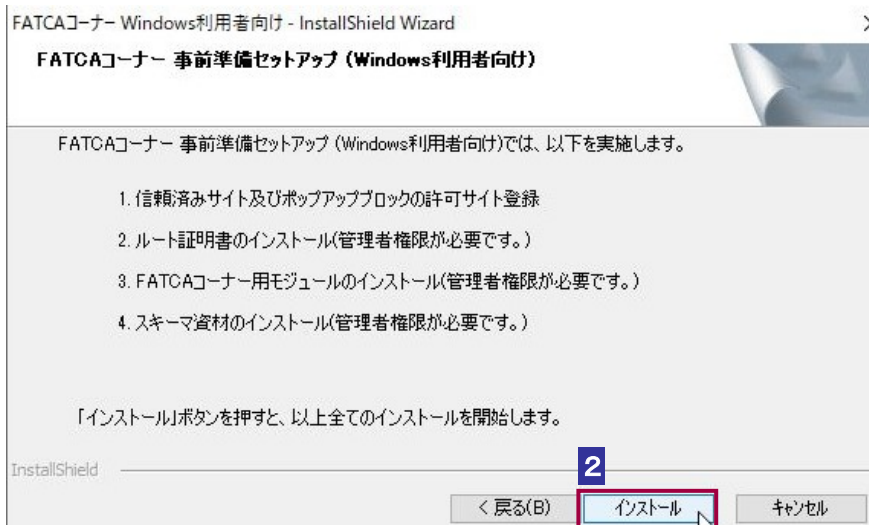 FATCAコーナー Windows利用者向け - InstallShield Wizard
FATCAコーナー 事前準備セットアップ (Windows利用者向け)
FATCAコーナー 事前準備セットアップ (Windows利用者向け)では、以下を実施します。
1. 信頼済みサイト及びポップアップブロックの許可サイト登録
2. ルート証明書のインストール(管理者権限が必要です。)
3. FATCAコーナー用モジュールのインストール(管理者権限が必要です。)
4. スキーマ資材のインストール(管理者権限が必要です。)
「インストール」ボタンを押すと、以上全てのインストールを開始します。
InstallShield
2
< 戻る(B) インストール キャンセル